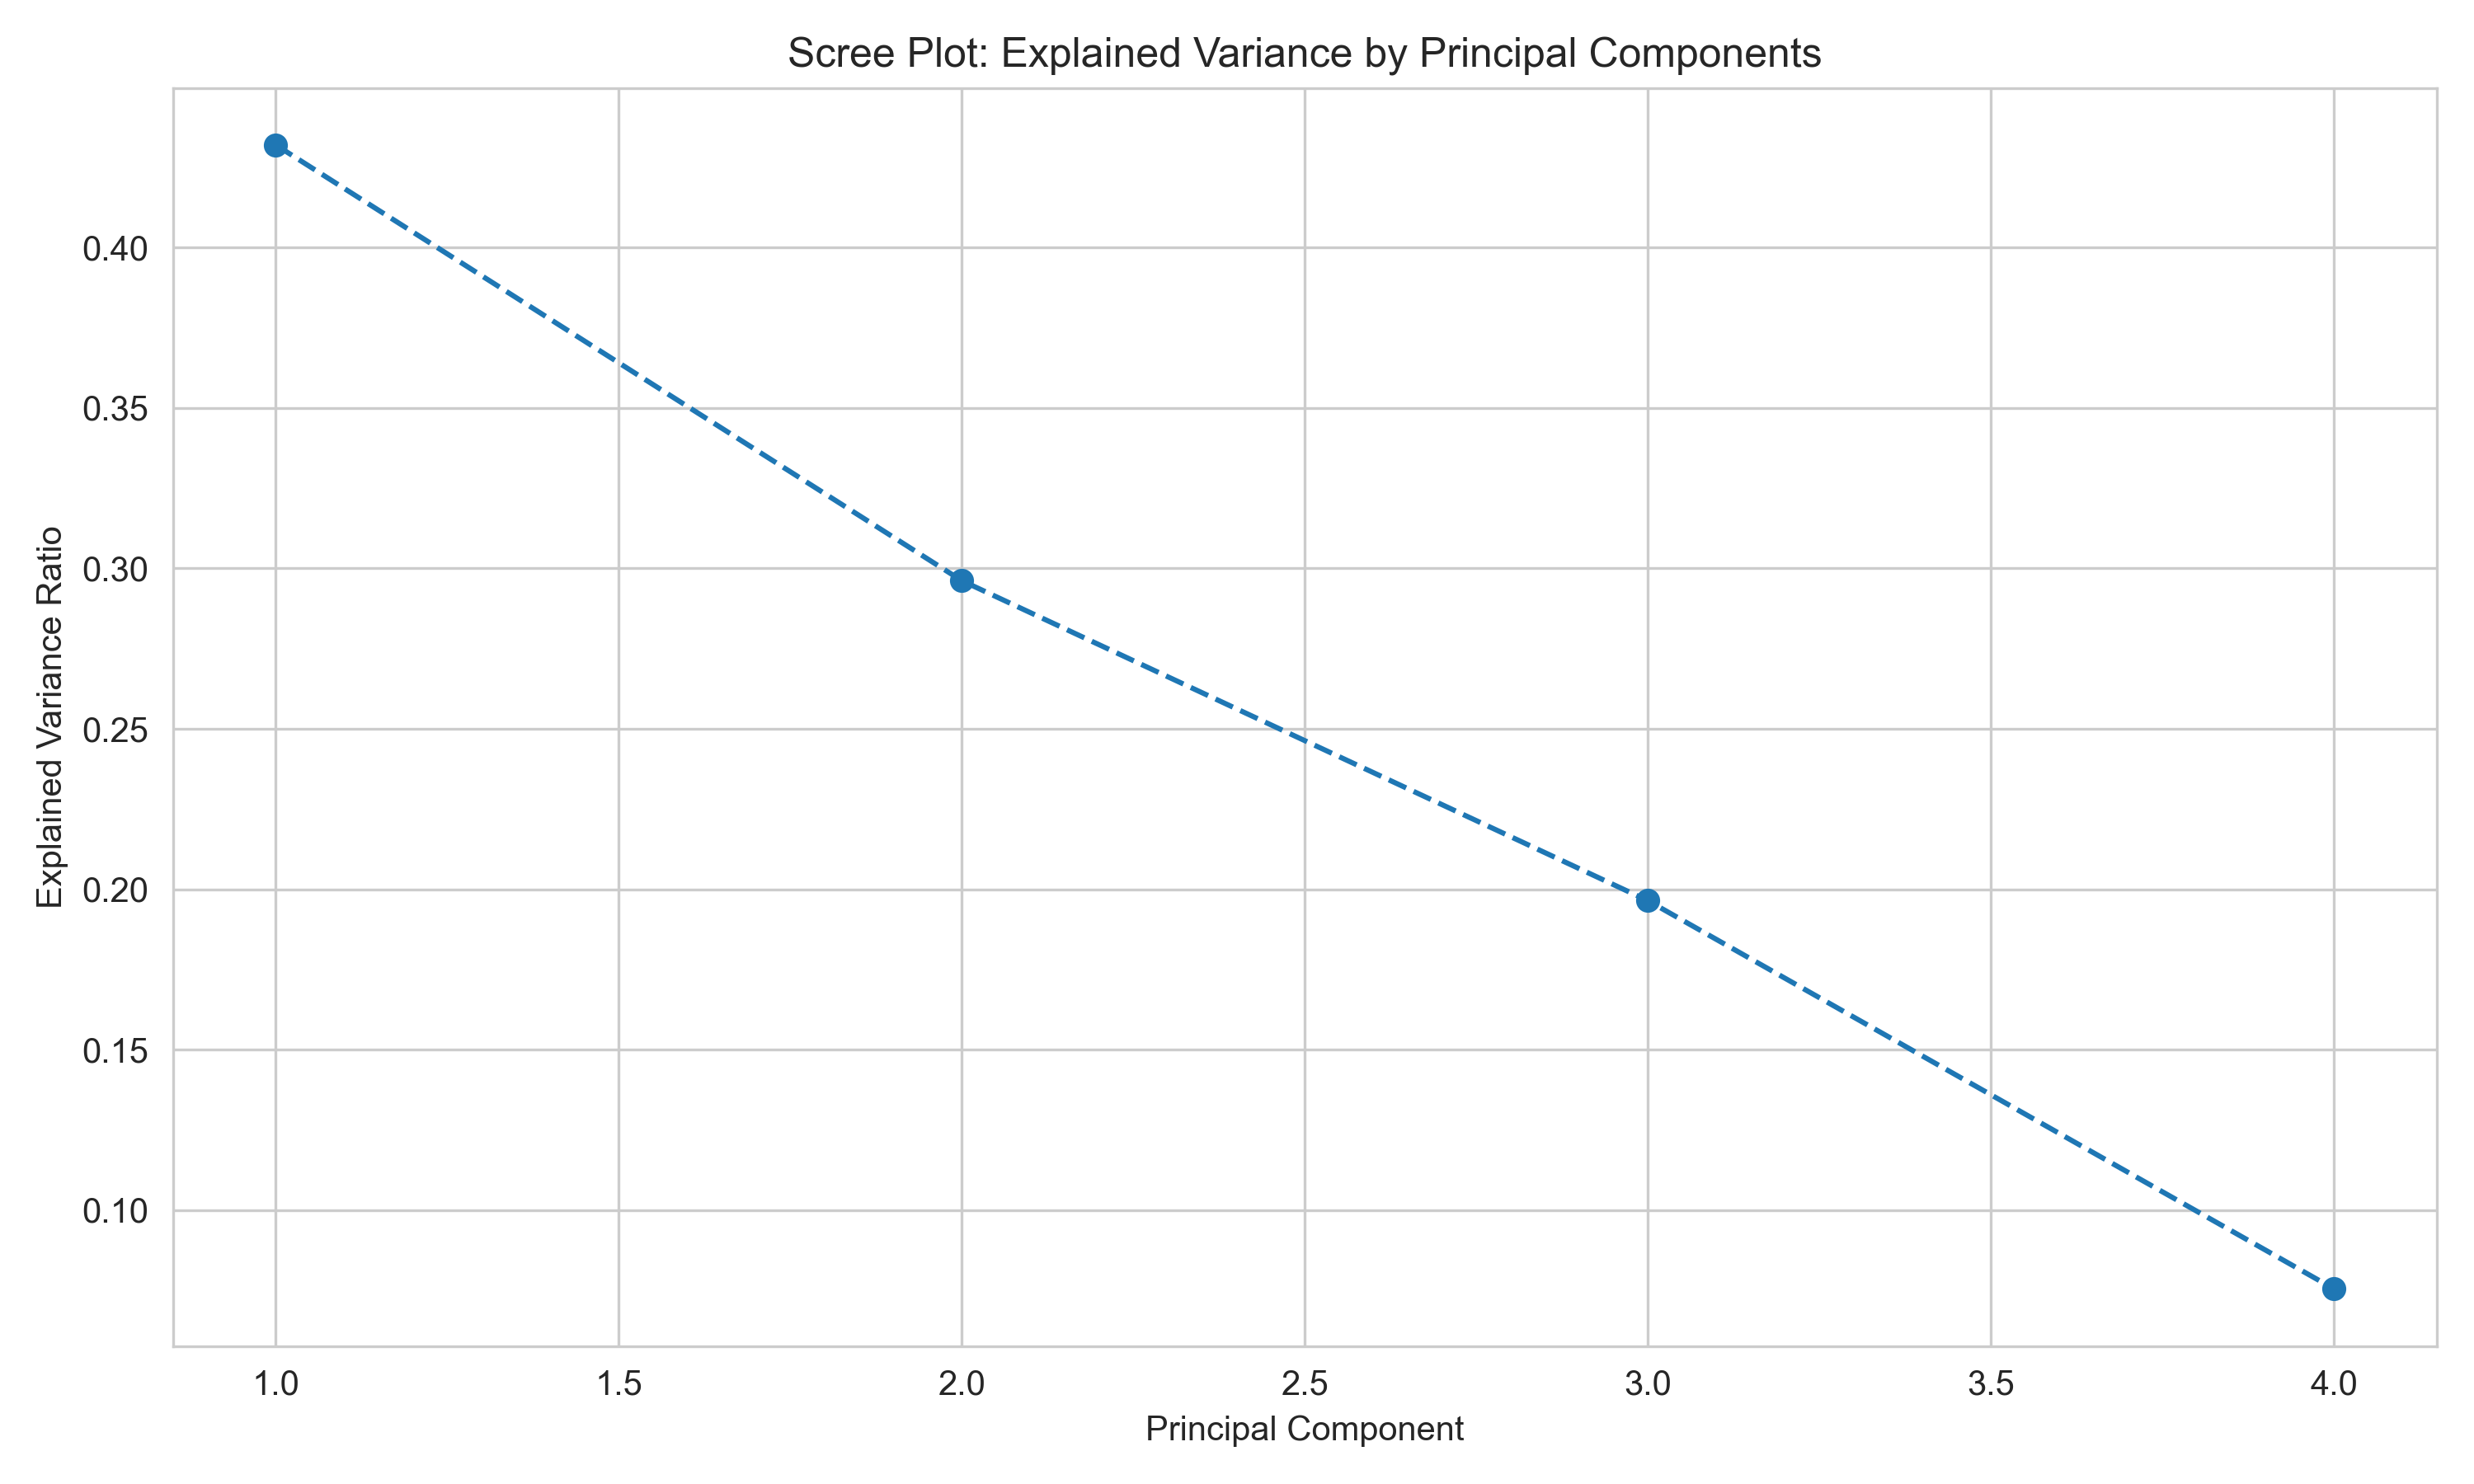 Scree Plot: Explained Variance by Principal Components
Explained Variance Ratio
0.40
0.35
0.30
0.25
0.20
0.15
0.10
1.0 1.5 2.0 2.5 3.0 3.5 4.0
Principal Component